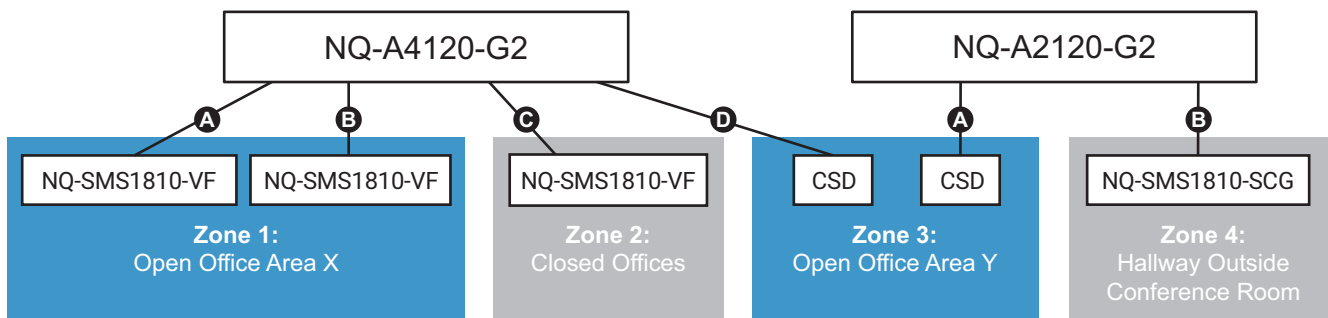 NQ-A4120-G2
NQ-A2120-G2
A
B
C
D
A
B
NQ-SMS1810-VF
NQ-SMS1810-VF
NQ-SMS1810-VF
CSD
CSD
NQ-SMS1810-SCG
Zone 1:
Open Office Area X
Zone 2:
Closed Offices
Zone 3:
Open Office Area Y
Zone 4:
Hallway Outside
Conference Room